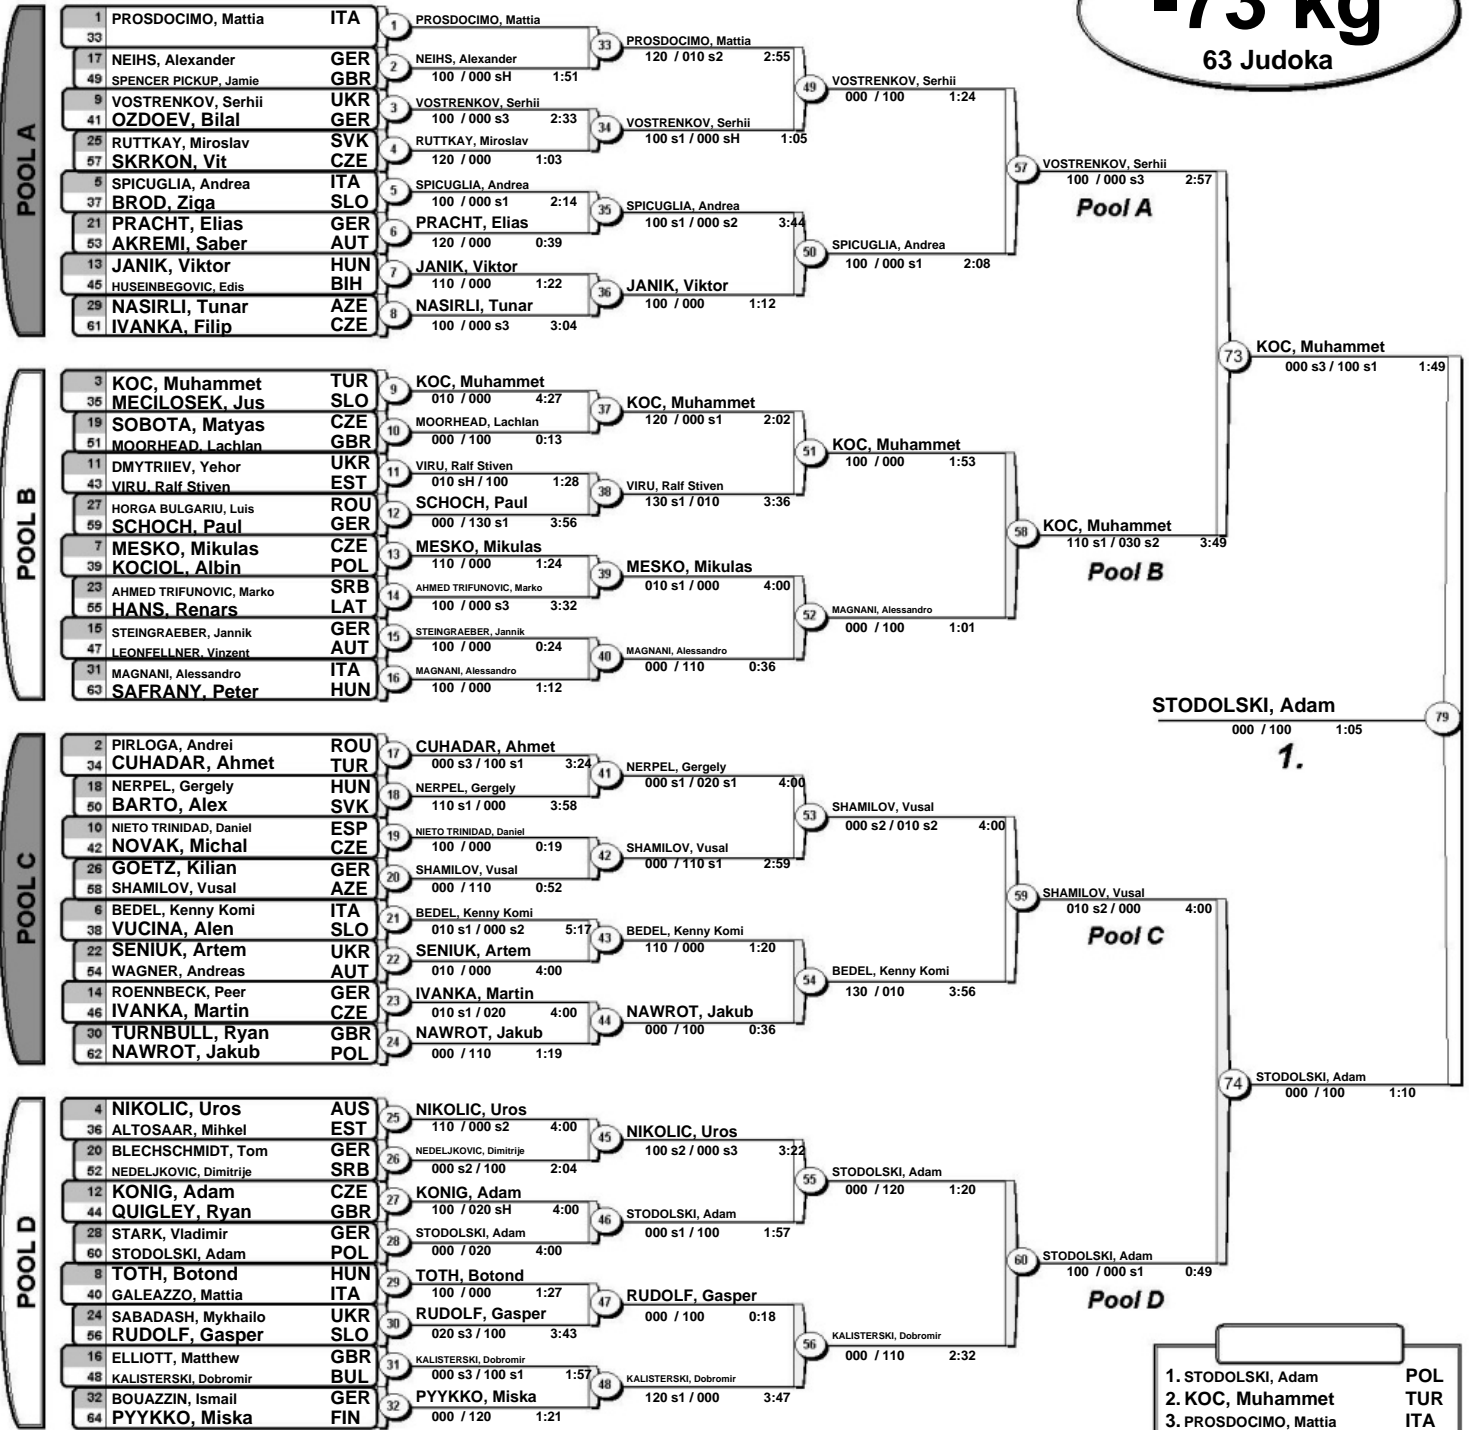 -73 kg
63 Judoka
POOL A
1 PROSDOCIMO, Mattia ITA
33
17 NEIHS, Alexander GER
49 SPENCER PICKUP, Jamie GBR
9 VOSTRENKOV, Serhii UKR
41 OZDOEV, Bilal GER
25 RUTTKAY, Miroslav SVK
57 SKRKON, Vit CZE
5 SPICUGLIA, Andrea ITA
37 BROD, Ziga SLO
21 PRACHT, Elias GER
53 AKREMI, Saber AUT
13 JANIK, Viktor HUN
45 HUSEINBEGOVIC, Edis BIH
29 NASIRLI, Tunar AZE
61 IVANKA, Filip CZE
1 PROSDOCIMO, Mattia
2 NEIHS, Alexander
100 / 000 sH 1:51
3 VOSTRENKOV, Serhii
100 / 000 s3 2:33
4 RUTTKAY, Miroslav
120 / 000 1:03
5 SPICUGLIA, Andrea
100 / 000 s1 2:14
6 PRACHT, Elias
120 / 000 0:39
7 JANIK, Viktor
110 / 000 1:22
8 NASIRLI, Tunar
100 / 000 s3 3:04
33 PROSDOCIMO, Mattia
120 / 010 s2 2:55
34 VOSTRENKOV, Serhii
100 s1 / 000 sH 1:05
35 SPICUGLIA, Andrea
100 s1 / 000 s2 3:44
36 JANIK, Viktor
100 / 000 1:12
49 VOSTRENKOV, Serhii
000 / 100 1:24
50 SPICUGLIA, Andrea
100 / 000 s1 2:08
57 VOSTRENKOV, Serhii
100 / 000 s3 2:57
Pool A
POOL B
3 KOC, Muhammet TUR
35 MECILOSEK, Jus SLO
19 SOBOTA, Matyas CZE
51 MOORHEAD, Lachlan GBR
11 DMYTRIIEV, Yehor UKR
43 VIRU, Ralf Stiven EST
27 HORGA BULGARIU, Luis ROU
59 SCHOCH, Paul GER
7 MESKO, Mikulas CZE
39 KOCIOL, Albin POL
23 AHMED TRIFUNOVIC, Marko SRB
55 HANS, Renars LAT
15 STEINGRAEBER, Jannik GER
47 LEONFELLNER, Vinzent AUT
31 MAGNANI, Alessandro ITA
63 SAFRANY, Peter HUN
9 KOC, Muhammet
010 / 000 4:27
10 MOORHEAD, Lachlan
000 / 100 0:13
11 VIRU, Ralf Stiven
010 sH / 100 1:28
12 SCHOCH, Paul
000 / 130 s1 3:56
13 MESKO, Mikulas
110 / 000 1:24
14 AHMED TRIFUNOVIC, Marko
100 / 000 s3 3:32
15 STEINGRAEBER, Jannik
100 / 000 0:24
16 MAGNANI, Alessandro
100 / 000 1:12
37 KOC, Muhammet
120 / 000 s1 2:02
38 VIRU, Ralf Stiven
130 s1 / 010 3:36
39 MESKO, Mikulas
010 s1 / 000 4:00
40 MAGNANI, Alessandro
000 / 110 0:36
51 KOC, Muhammet
100 / 000 1:53
52 MAGNANI, Alessandro
000 / 100 1:01
58 KOC, Muhammet
110 s1 / 030 s2 3:49
Pool B
73 KOC, Muhammet
000 s3 / 100 s1 1:49
STODOLSKI, Adam 79
000 / 100 1:05
1.
POOL C
2 PIRLOGA, Andrei ROU
34 CUHADAR, Ahmet TUR
18 NERPEL, Gergely HUN
50 BARTO, Alex SVK
10 NIETO TRINIDAD, Daniel ESP
42 NOVAK, Michal CZE
26 GOETZ, Kilian GER
58 SHAMILOV, Vusal AZE
6 BEDEL, Kenny Komi ITA
38 VUCINA, Alen SLO
22 SENIUK, Artem UKR
54 WAGNER, Andreas AUT
14 ROENNBECK, Peer GER
46 IVANKA, Martin CZE
30 TURNBULL, Ryan GBR
62 NAWROT, Jakub POL
17 CUHADAR, Ahmet
000 s3 / 100 s1 3:24
18 NERPEL, Gergely
110 s1 / 000 3:58
19 NIETO TRINIDAD, Daniel
100 / 000 0:19
20 SHAMILOV, Vusal
000 / 110 0:52
21 BEDEL, Kenny Komi
010 s1 / 000 s2 5:17
22 SENIUK, Artem
010 / 000 4:00
23 IVANKA, Martin
010 s1 / 020 4:00
24 NAWROT, Jakub
000 / 110 1:19
41 NERPEL, Gergely
000 s1 / 020 s1 4:00
42 SHAMILOV, Vusal
000 / 110 s1 2:59
43 BEDEL, Kenny Komi
110 / 000 1:20
44 NAWROT, Jakub
000 / 100 0:36
53 SHAMILOV, Vusal
000 s2 / 010 s2 4:00
54 BEDEL, Kenny Komi
130 / 010 3:56
59 SHAMILOV, Vusal
010 s2 / 000 4:00
Pool C
74 STODOLSKI, Adam
000 / 100 1:10
POOL D
4 NIKOLIC, Uros AUS
36 ALTOSAAR, Mihkel EST
20 BLECHSCHMIDT, Tom GER
52 NEDELJKOVIC, Dimitrije SRB
12 KONIG, Adam CZE
44 QUIGLEY, Ryan GBR
28 STARK, Vladimir GER
60 STODOLSKI, Adam POL
8 TOTH, Botond HUN
40 GALEAZZO, Mattia ITA
24 SABADASH, Mykhailo UKR
56 RUDOLF, Gasper SLO
16 ELLIOTT, Matthew GBR
48 KALISTERSKI, Dobromir BUL
32 BOUAZZIN, Ismail GER
64 PYYKKO, Miska FIN
25 NIKOLIC, Uros
110 / 000 s2 4:00
26 NEDELJKOVIC, Dimitrije
000 s2 / 100 2:04
27 KONIG, Adam
100 / 020 sH 4:00
28 STODOLSKI, Adam
000 / 020 4:00
29 TOTH, Botond
100 / 000 1:27
30 RUDOLF, Gasper
020 s3 / 100 3:43
31 KALISTERSKI, Dobromir
000 s3 / 100 s1 1:57
32 PYYKKO, Miska
000 / 120 1:21
45 NIKOLIC, Uros
100 s2 / 000 s3 3:22
46 STODOLSKI, Adam
000 s1 / 100 1:57
47 RUDOLF, Gasper
000 / 100 0:18
48 KALISTERSKI, Dobromir
120 s1 / 000 3:47
55 STODOLSKI, Adam
000 / 120 1:20
56 KALISTERSKI, Dobromir
000 / 110 2:32
60 STODOLSKI, Adam
100 / 000 s1 0:49
Pool D
1. STODOLSKI, Adam POL
2. KOC, Muhammet TUR
3. PROSDOCIMO, Mattia ITA